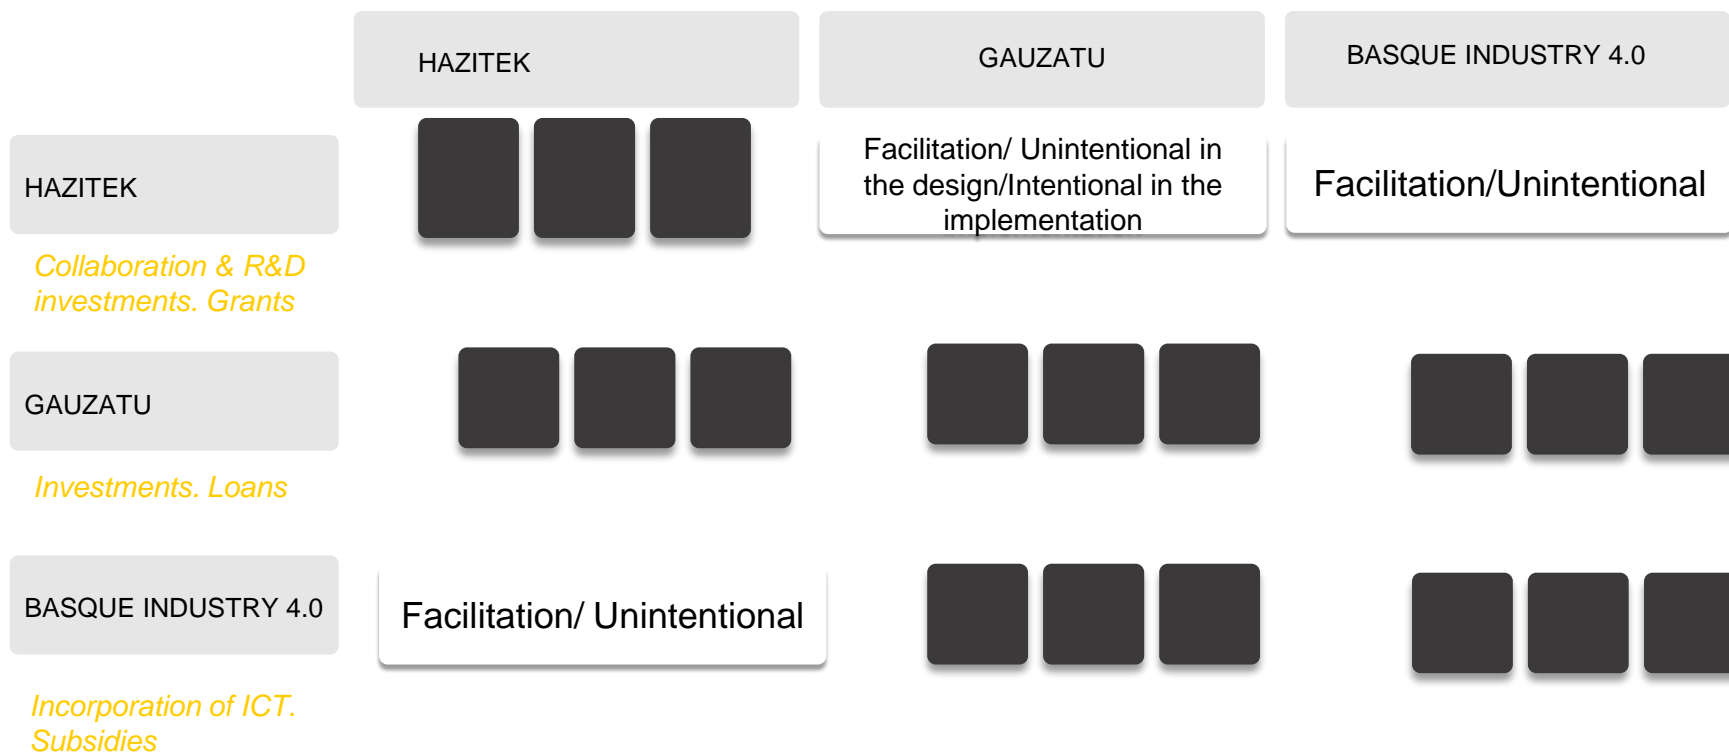 HAZITEK
GAUZATU
BASQUE INDUSTRY 4.0
HAZITEK
Facilitation/ Unintentional in
the design/Intentional in the
implementation
Facilitation/Unintentional
Collaboration & R&D
investments. Grants
GAUZATU
Investments. Loans
BASQUE INDUSTRY 4.0
Facilitation/ Unintentional
Incorporation of ICT.
Subsidies